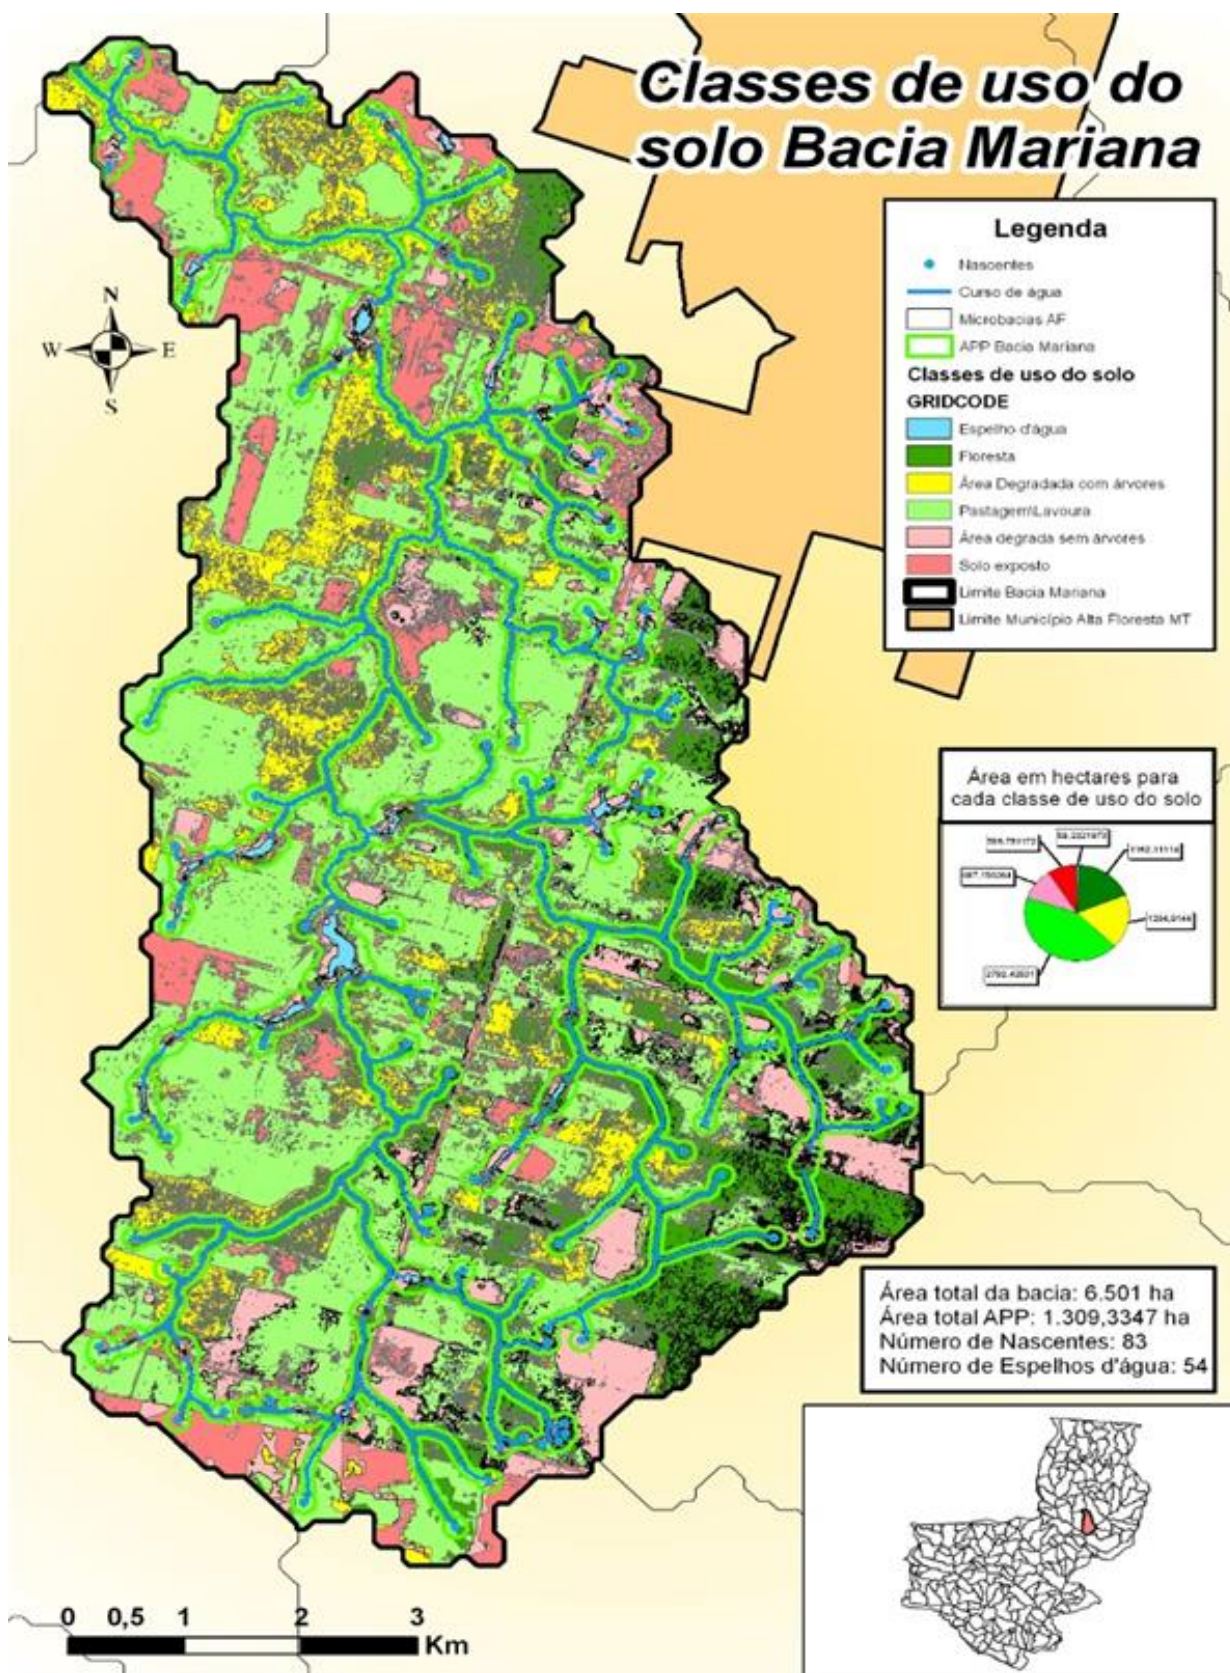 Classes de uso do
solo Bacia Mariana
Legenda
Nascentes
Curso de água
Microbacias AF
APP Bacia Mariana
Classes de uso do solo
GRIDCODE
Espelho d'água
Floresta
Área Degradada com árvores
Pastagem\Lavoura
Área degrada sem árvores
Solo exposto
Limite Bacia Mariana
Limite Município Alta Floresta MT
N
W
E
S
Área em hectares para
cada classe de uso do solo
Área total da bacia: 6.501 ha
Área total APP: 1.309,3347 ha
Número de Nascentes: 83
Número de Espelhos d'água: 54
0 0,5 1 2 3
Km